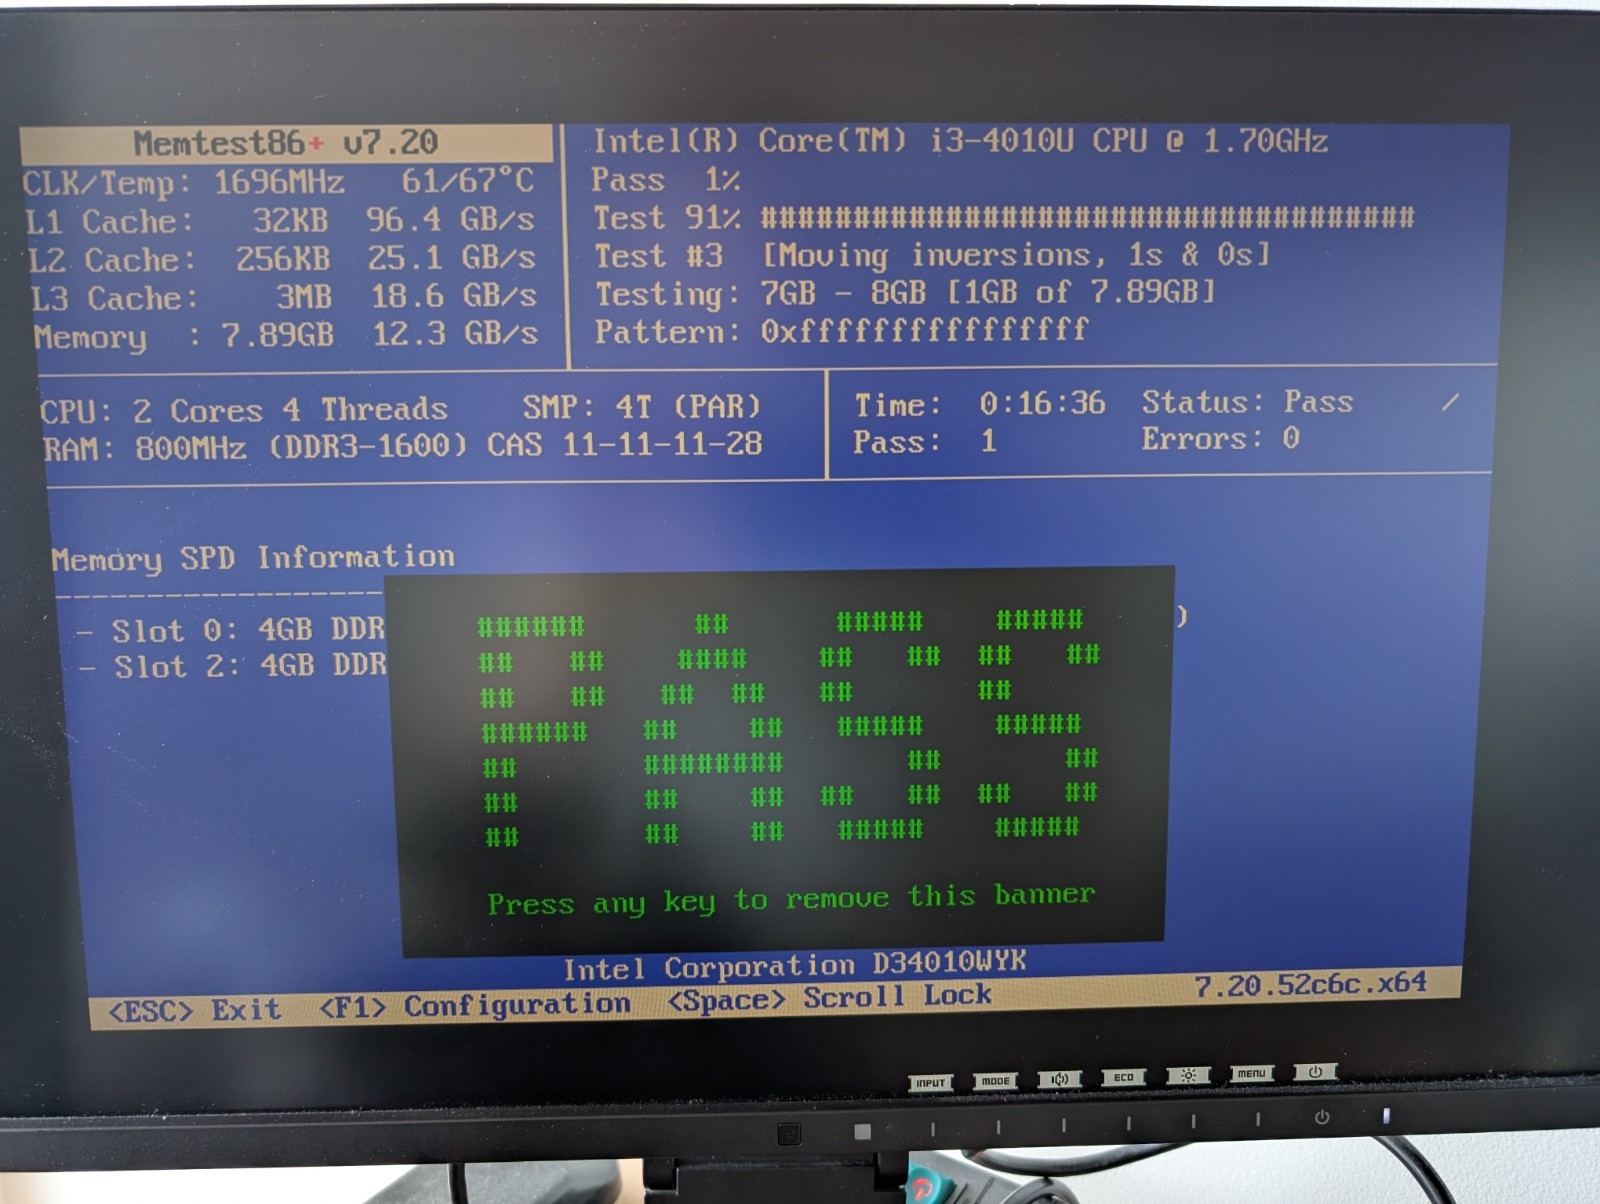 Memtest86+ v7.20
CLK/Temp: 1696MHz 61/67°C
L1 Cache: 32KB 96.4 GB/s
L2 Cache: 256KB 25.1 GB/s
L3 Cache: 3MB 18.6 GB/s
Memory : 7.89GB 12.3 GB/s
Intel(R) Core(TM) i3-4010U CPU @ 1.70GHz
Pass 1%
Test 91% ###################################
Test #3 [Moving inversions, 1s & 0s]
Testing: 7GB - 8GB [1GB of 7.89GB]
Pattern: 0xffffffffffffffff
CPU: 2 Cores 4 Threads SMP: 4T (PAR)
RAM: 800MHz (DDR3-1600) CAS 11-11-11-28
Time: 0:16:36 Status: Pass /
Pass: 1 Errors: 0
Memory SPD Information
- Slot 0: 4GB DDR )
- Slot 2: 4GB DDR
PASS
Press any key to remove this banner
Intel Corporation D34010WYK
<ESC> Exit <F1> Configuration <Space> Scroll Lock 7.20.52c6c.x64
INPUT MODE ECO MENU